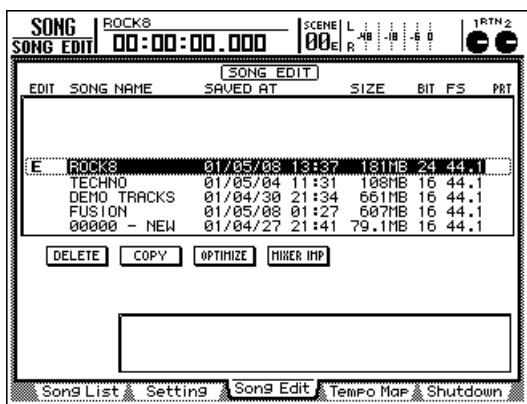 SONG ROCK8 SCENE L 1RTN2
SONG EDIT 00:00:00.000 00E R -48 -18 -6 0
SONG EDIT
EDIT SONG NAME SAVED AT SIZE BIT FS PRT
E ROCK8 01/05/08 13:37 181MB 24 44.1
TECHNO 01/05/04 11:31 108MB 16 44.1
DEMO TRACKS 01/04/30 21:34 661MB 16 44.1
FUSION 01/05/08 01:27 607MB 16 44.1
00000 - NEW 01/04/27 21:41 79.1MB 16 44.1
DELETE COPY OPTIMIZE MIXER IMP
Song List Setting Song Edit Tempo Map Shutdown